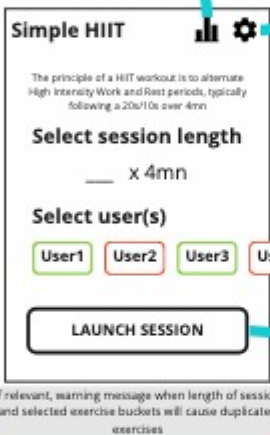 Simple HIIT
The principle of a HIIT workout is to alternate
High Intensity Work and Rest periods, typically
following a 20s/10s over 4mn
Select session length
___ x 4mn
Select user(s)
User1 User2 User3
LAUNCH SESSION
relevant, warning message when length of
and selected exercise buckets will cause duplicate
exercises